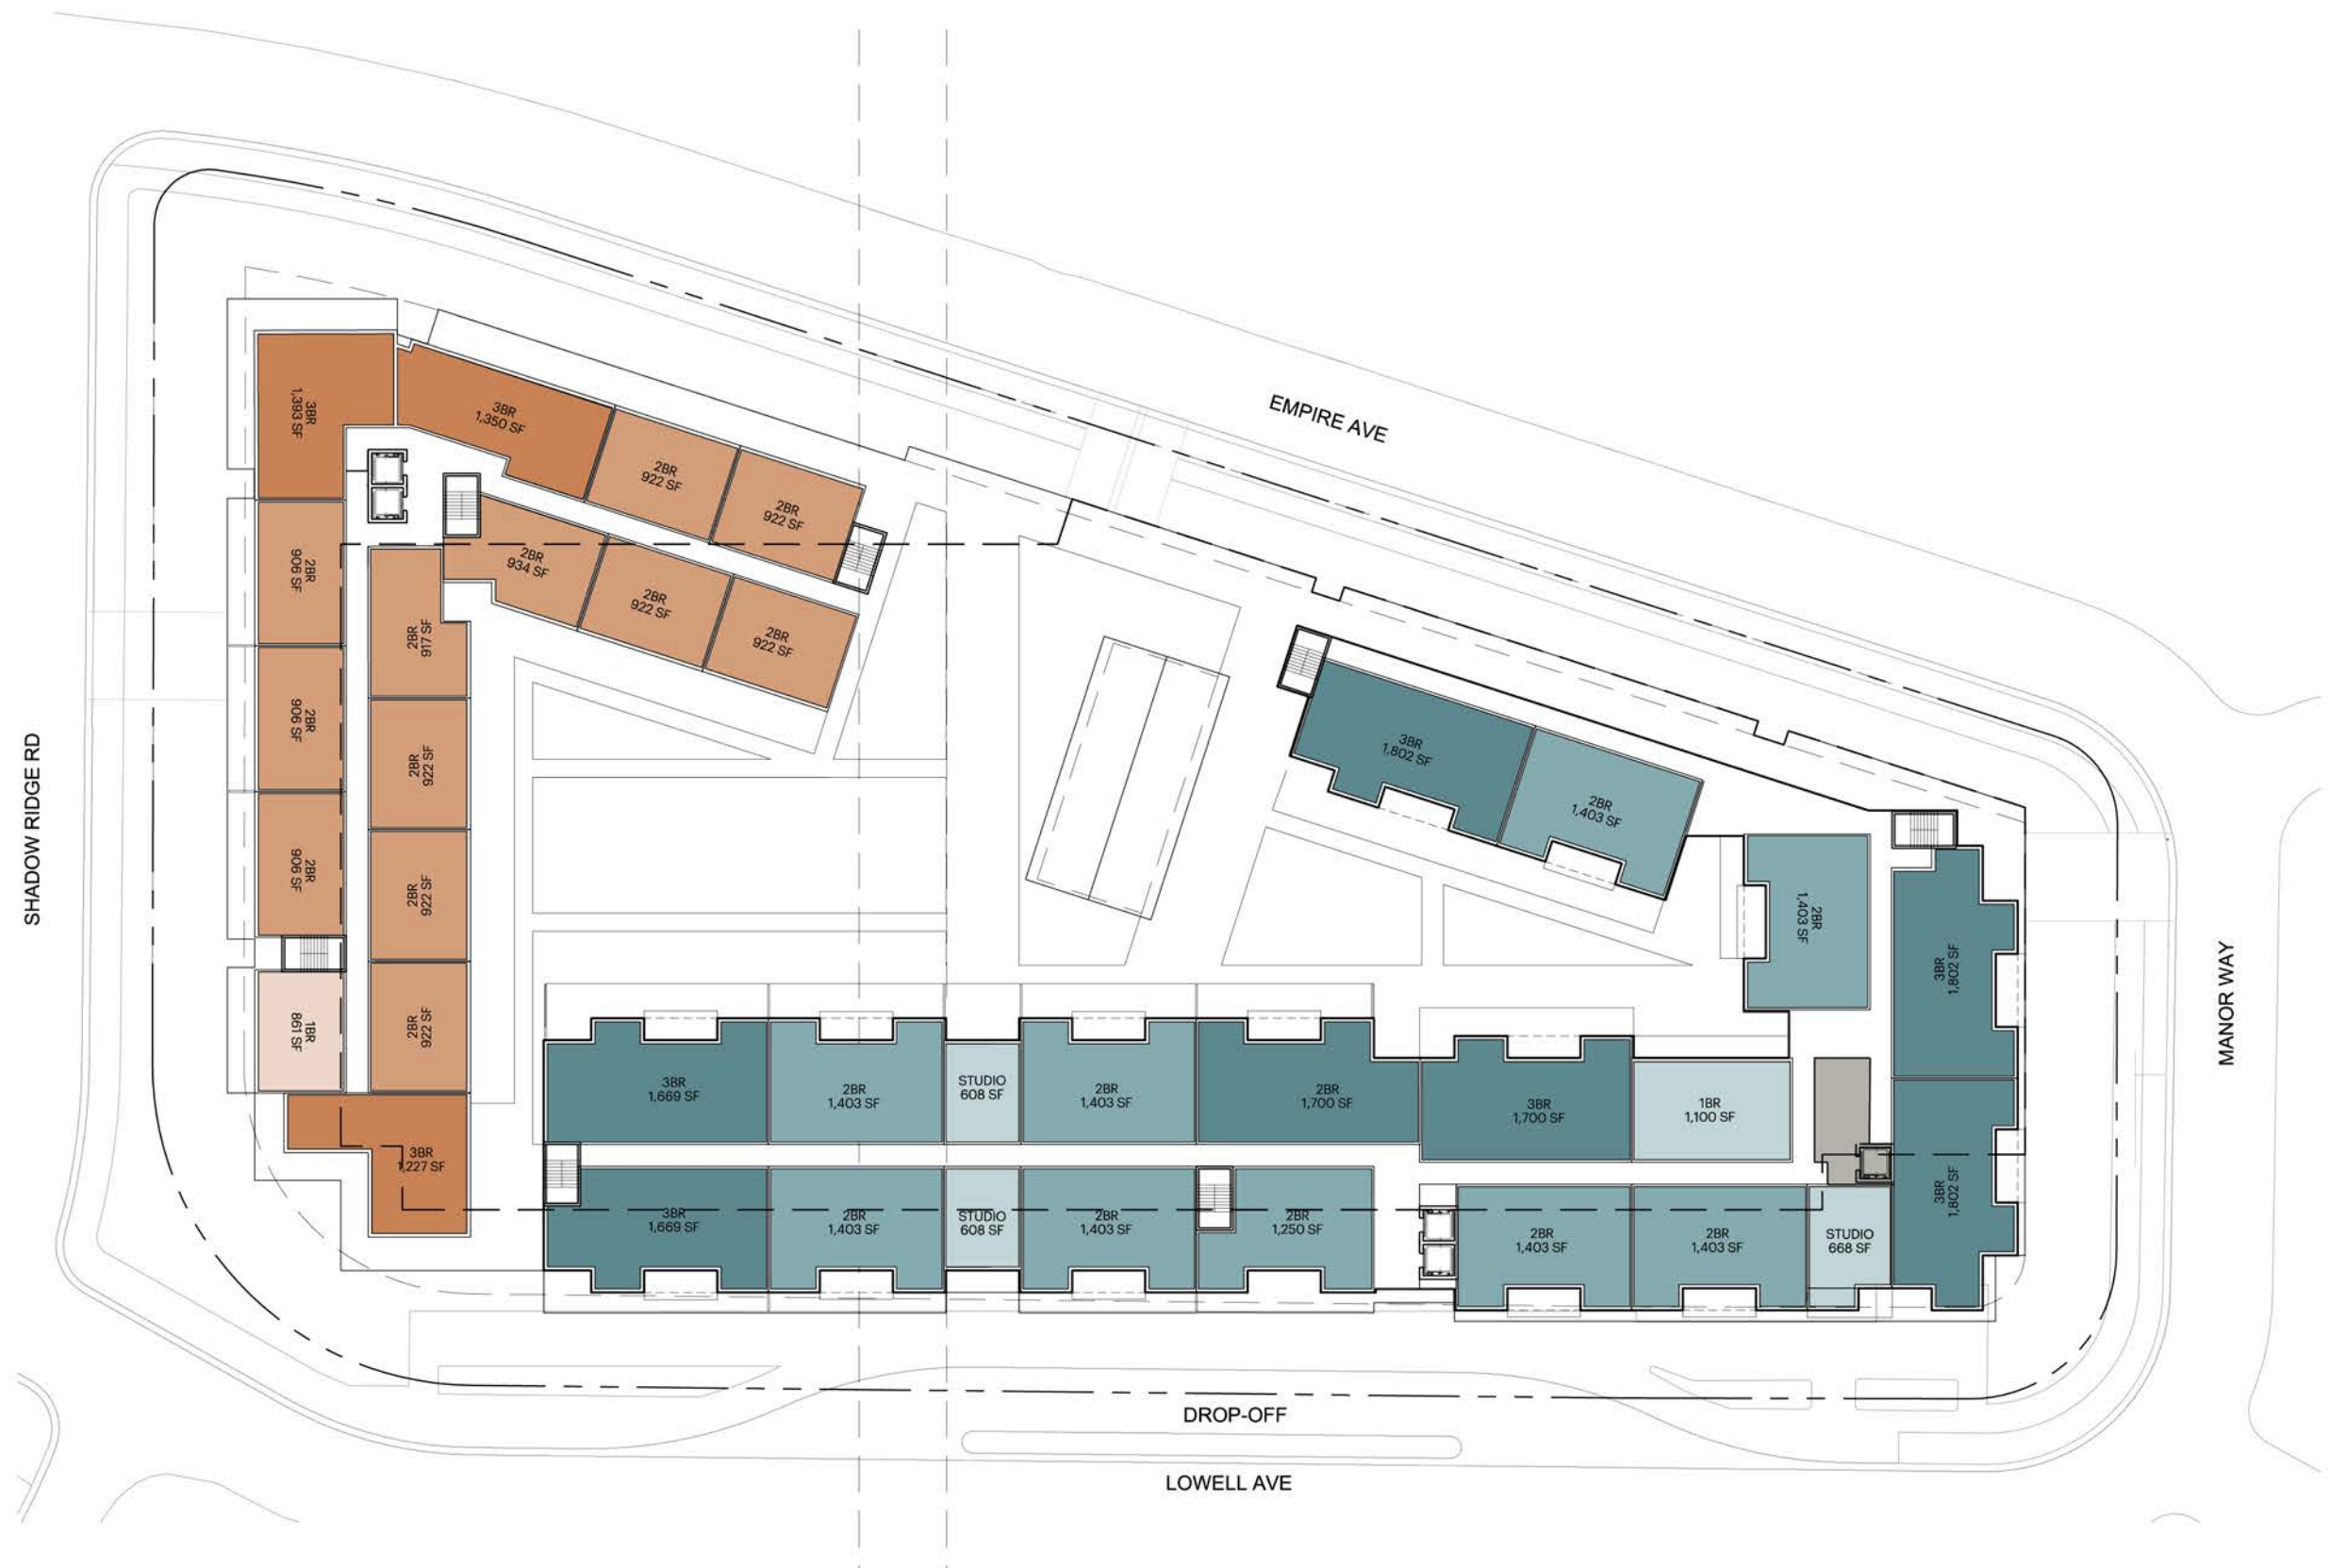 EMPIRE AVE
SHADOW RIDGE RD
MANOR WAY
3BR
1,393 SF
3BR
1,350 SF
2BR
922 SF
2BR
922 SF
2BR
934 SF
2BR
922 SF
2BR
922 SF
2BR
906 SF
2BR
906 SF
2BR
906 SF
1BR
861 SF
2BR
917 SF
2BR
922 SF
2BR
922 SF
2BR
922 SF
3BR
1,227 SF
3BR
1,802 SF
2BR
1,403 SF
2BR
1,403 SF
3BR
1,802 SF
3BR
1,802 SF
3BR
1,669 SF
2BR
1,403 SF
STUDIO
608 SF
2BR
1,403 SF
2BR
1,700 SF
3BR
1,700 SF
1BR
1,100 SF
3BR
1,669 SF
2BR
1,403 SF
STUDIO
608 SF
2BR
1,403 SF
2BR
1,250 SF
2BR
1,403 SF
2BR
1,403 SF
STUDIO
668 SF
DROP-OFF
LOWELL AVE